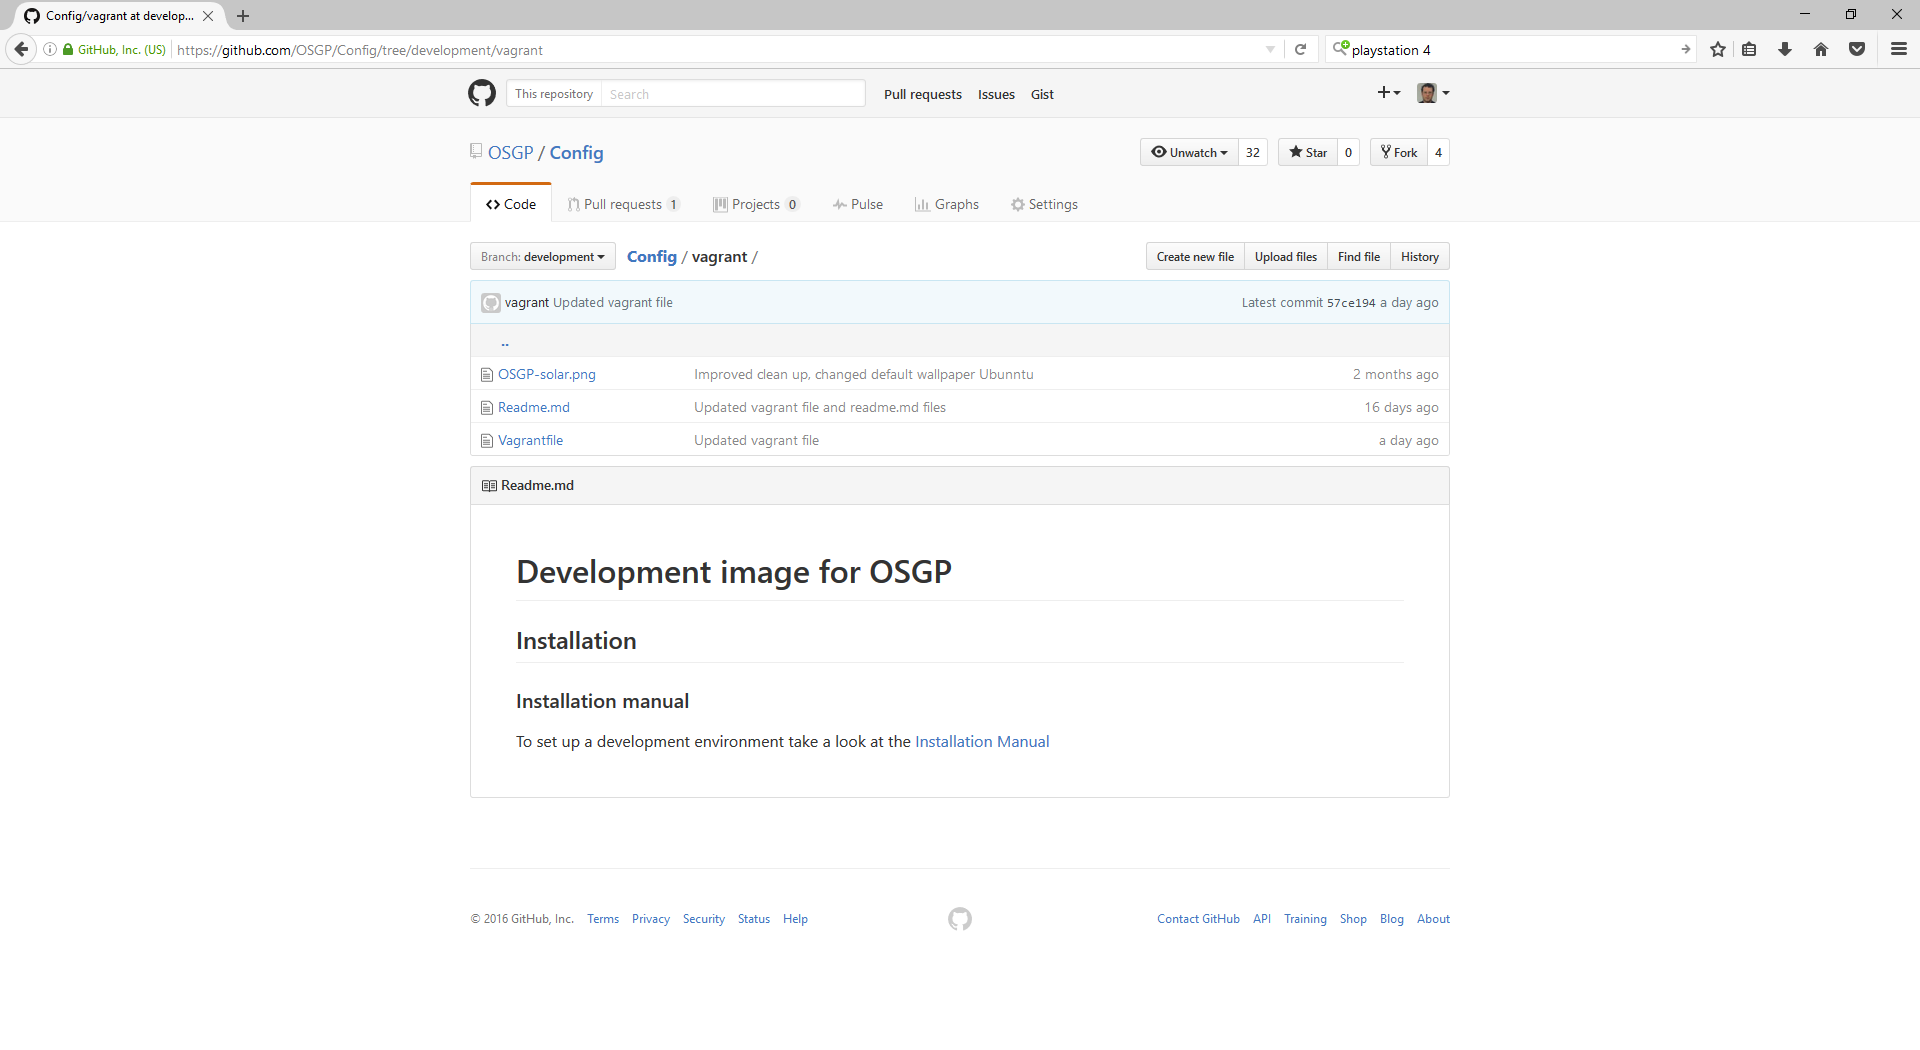 Config/vagrant at develop...
GitHub, Inc. (US) https://github.com/OSGP/Config/tree/development/vagrant playstation 4
This repository Search Pull requests Issues Gist
OSGP / Config Unwatch 32 Star 0 Fork 4
Code Pull requests 1 Projects 0 Pulse Graphs Settings
Branch: development Config / vagrant / Create new file Upload files Find file History
vagrant Updated vagrant file Latest commit 57ce194 a day ago
..
OSGP-solar.png Improved clean up, changed default wallpaper Ubunntu 2 months ago
Readme.md Updated vagrant file and readme.md files 16 days ago
Vagrantfile Updated vagrant file a day ago
Readme.md
Development image for OSGP
Installation
Installation manual
To set up a development environment take a look at the Installation Manual
© 2016 GitHub, Inc. Terms Privacy Security Status Help Contact GitHub API Training Shop Blog About